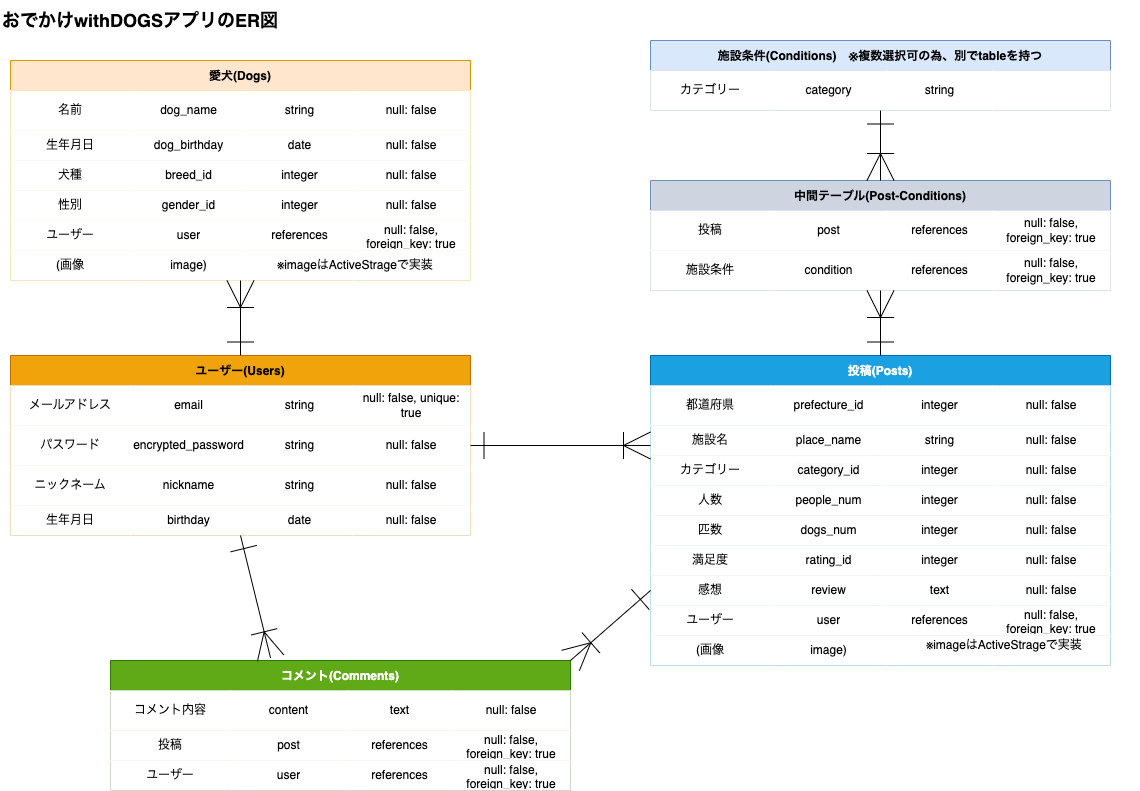 おでかけwithDOGSアプリのER図
愛犬(Dogs)
名前 dog_name string null: false
生年月日 dog_birthday date null: false
犬種 breed_id integer null: false
性別 gender_id integer null: false
ユーザー user references null: false,
foreign_key: true
(画像 image) ※imageはActiveStrageで実装
施設条件(Conditions) ※複数選択可の為、別でtableを持つ
カテゴリー category string
中間テーブル(Post-Conditions)
投稿 post references null: false,
foreign_key: true
施設条件 condition references null: false,
foreign_key: true
ユーザー(Users)
メールアドレス email string null: false, unique:
true
パスワード encrypted_password string null: false
ニックネーム nickname string null: false
生年月日 birthday date null: false
投稿(Posts)
都道府県 prefecture_id integer null: false
施設名 place_name string null: false
カテゴリー category_id integer null: false
人数 people_num integer null: false
匹数 dogs_num integer null: false
満足度 rating_id integer null: false
感想 review text null: false
ユーザー user references null: false,
foreign_key: true
(画像 image) ※imageはActiveStrageで実装
コメント(Comments)
コメント内容 content text null: false
投稿 post references null: false,
foreign_key: true
ユーザー user references null: false,
foreign_key: true